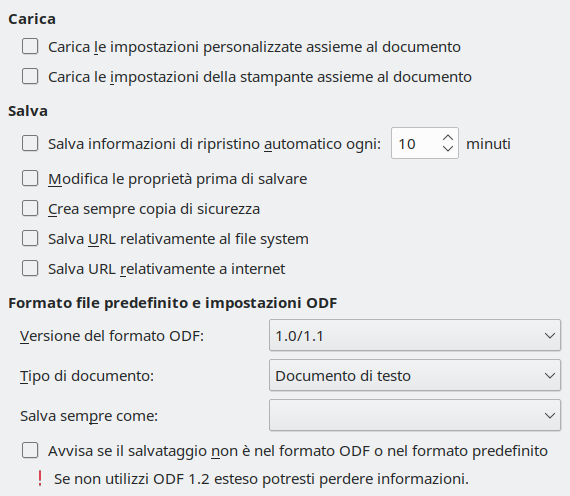 Carica
Carica le impostazioni personalizzate assieme al documento
Carica le impostazioni della stampante assieme al documento
Salva
Salva informazioni di ripristino automatico ogni: 10 minuti
Modifica le proprietà prima di salvare
Crea sempre copia di sicurezza
Salva URL relativamente al file system
Salva URL relativamente a internet
Formato file predefinito e impostazioni ODF
Versione del formato ODF: 1.0/1.1
Tipo di documento: Documento di testo
Salva sempre come:
Avvisa se il salvataggio non è nel formato ODF o nel formato predefinito
! Se non utilizzi ODF 1.2 esteso potresti perdere informazioni.